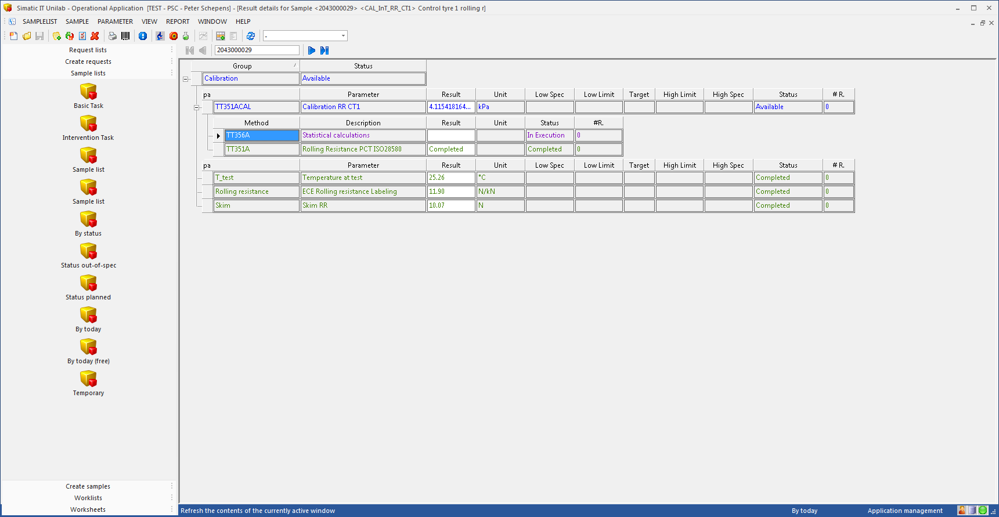 Simatic IT Unilab - Operational Application [TEST - PSC - Peter Schepens] - [Result details for Sample <2043000029> <CAL_InT_RR_CT1> Control tyre 1 rolling r]
SAMPLELIST SAMPLE PARAMETER VIEW REPORT WINDOW HELP
-
Request lists
Create requests
Sample lists
Basic Task
Intervention Task
Sample list
Sample list
By status
Status out-of-spec
Status planned
By today
By today (free)
Temporary
Create samples
Worklists
Worksheets
2043000029
Group Status
Calibration Available
pa Parameter Result Unit Low Spec Low Limit Target High Limit High Spec Status # R.
TT351ACAL Calibration RR CT1 4.115418164... kPa Available 0
Method Description Result Unit Status #R.
TT356A Statistical calculations In Execution 0
TT351A Rolling Resistance PCT ISO28580 Completed Completed 0
pa Parameter Result Unit Low Spec Low Limit Target High Limit High Spec Status # R.
T_test Temperature at test 25.26 °C Completed 0
Rolling resistance ECE Rolling resistance Labeling 11.90 N/kN Completed 0
Skim Skim RR 10.07 N Completed 0
Refresh the contents of the currently active window By today Application management